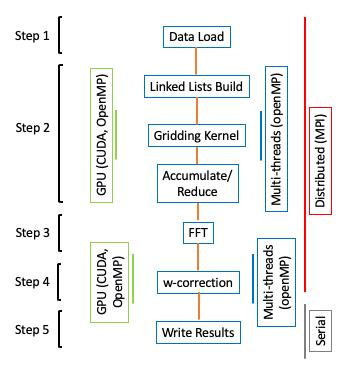 Step 1
Data Load
Step 2
GPU (CUDA, OpenMP)
Linked Lists Build
Gridding Kernel
Accumulate/
Reduce
Multi-threads (openMP)
Distributed (MPI)
Step 3
FFT
Step 4
GPU (CUDA,
OpenMP)
w-correction
Multi-threads
(openMP)
Step 5
Write Results
Serial